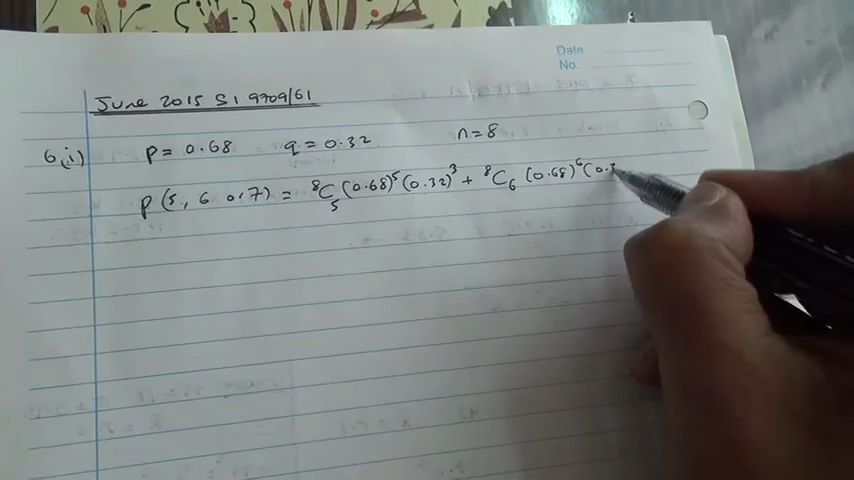 Date
No.
June 2015 S1 9709/61
6(i) p = 0.68 q = 0.32 n = 8
P(5, 6 or 7) = ⁸C₅ (0.68)⁵ (0.32)³ + ⁸C₆ (0.68)⁶ (0.3